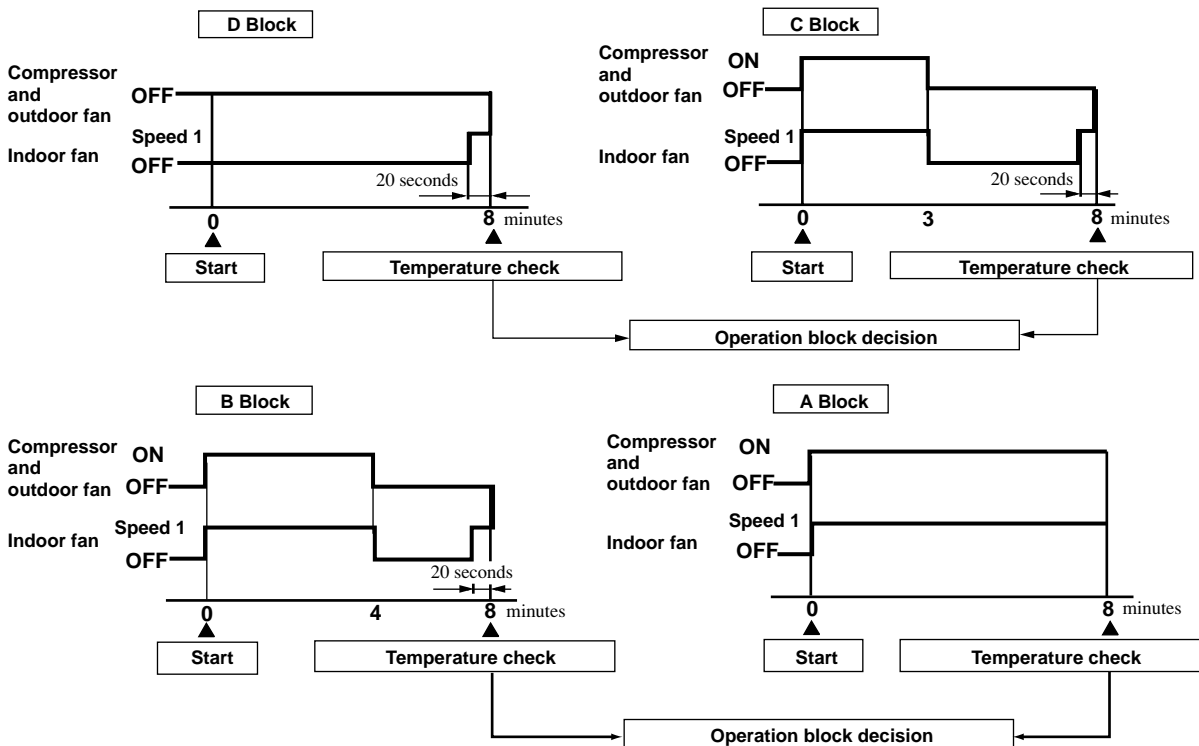 D Block
Compressor
and
outdoor fan
OFF
Speed 1
Indoor fan
OFF
20 seconds
0
8 minutes
Start
Temperature check
C Block
Compressor
and
outdoor fan
ON
OFF
Speed 1
Indoor fan
OFF
20 seconds
0
3
8 minutes
Start
Temperature check
Operation block decision
B Block
Compressor
and
outdoor fan
ON
OFF
Speed 1
Indoor fan
OFF
20 seconds
0
4
8 minutes
Start
Temperature check
A Block
Compressor
and
outdoor fan
ON
OFF
Speed 1
Indoor fan
OFF
0
8 minutes
Start
Temperature check
Operation block decision